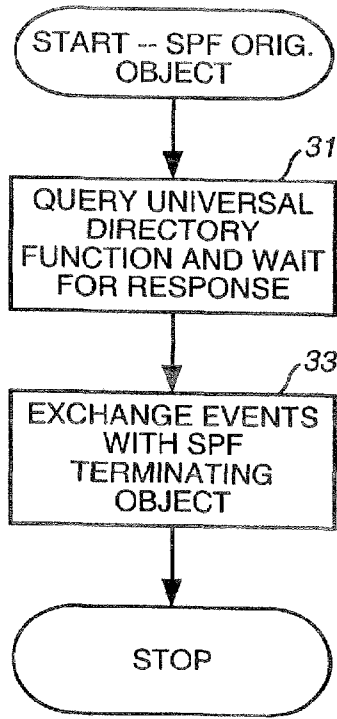 START -- SPF ORIG.
OBJECT
31
QUERY UNIVERSAL
DIRECTORY
FUNCTION AND WAIT
FOR RESPONSE
33
EXCHANGE EVENTS
WITH SPF
TERMINATING
OBJECT
STOP